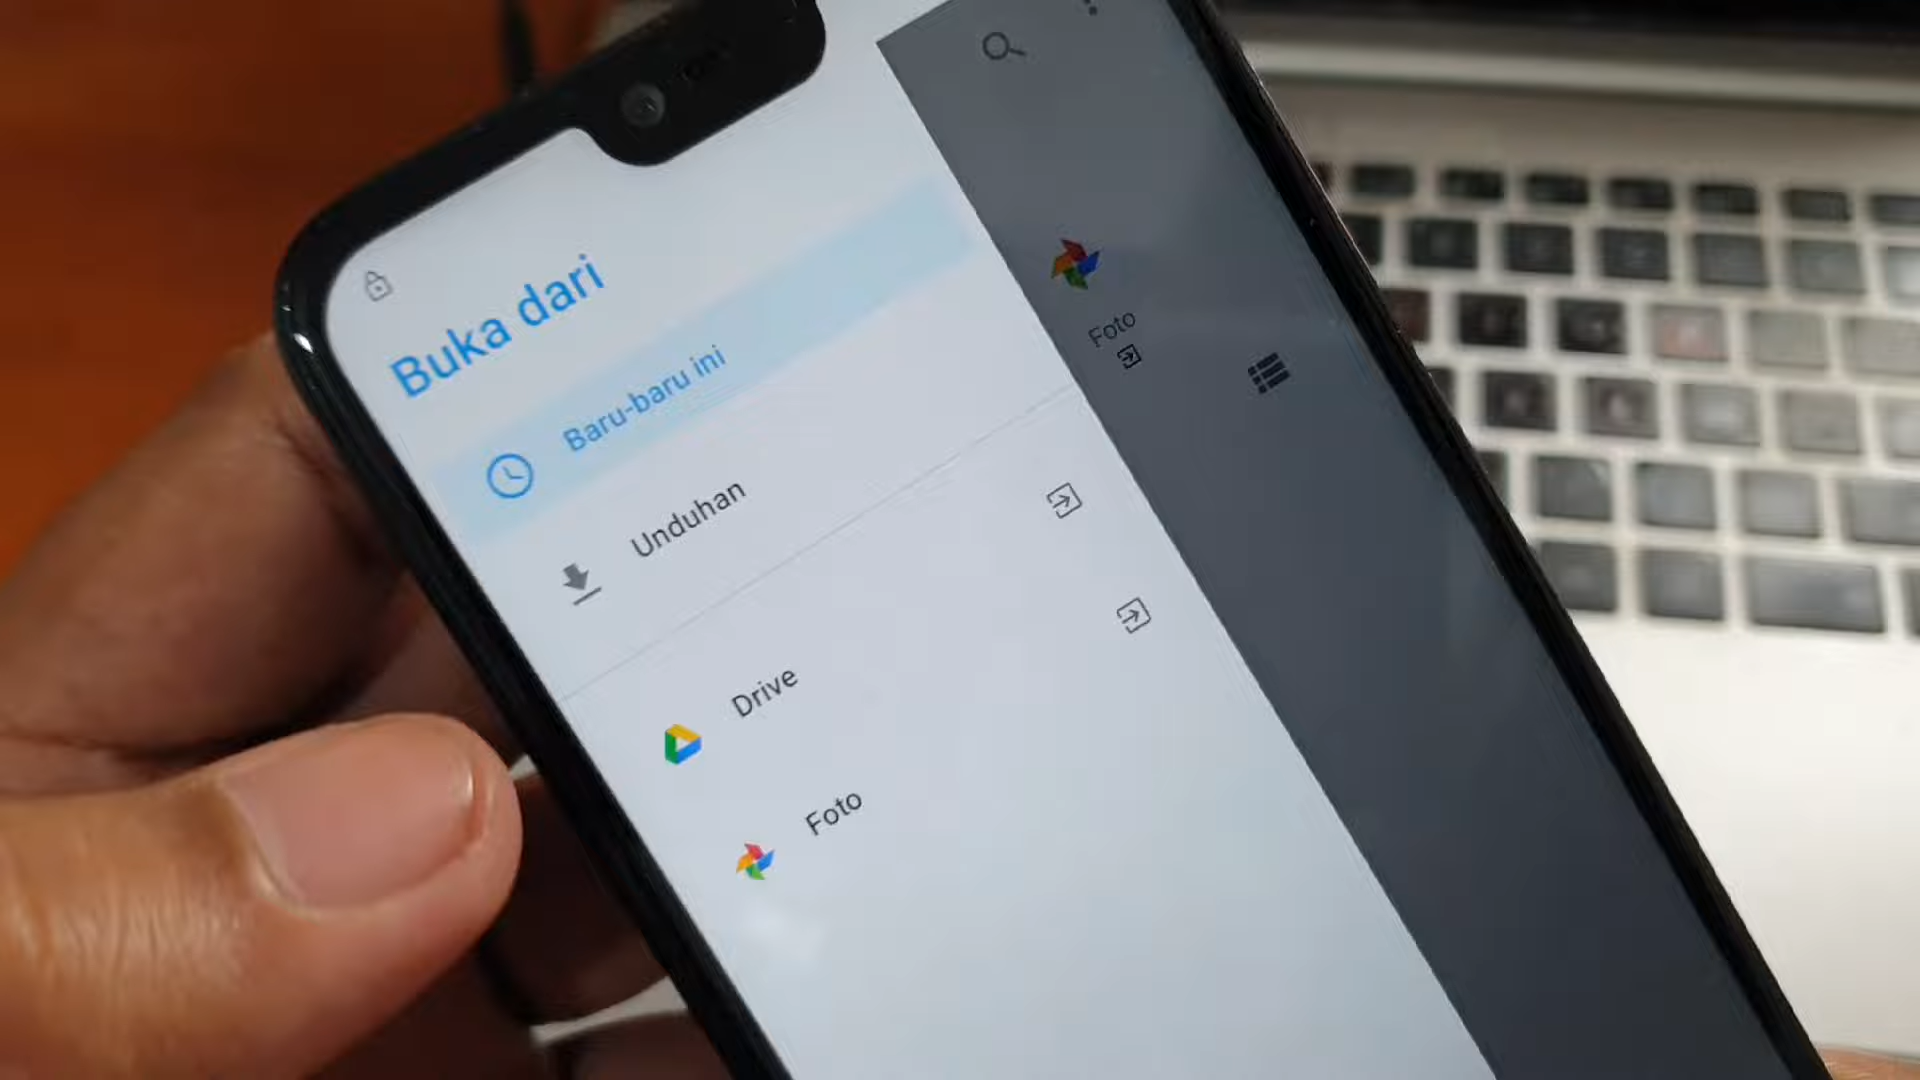 Buka dari
Baru-baru ini
Unduhan
Drive
Foto
Foto